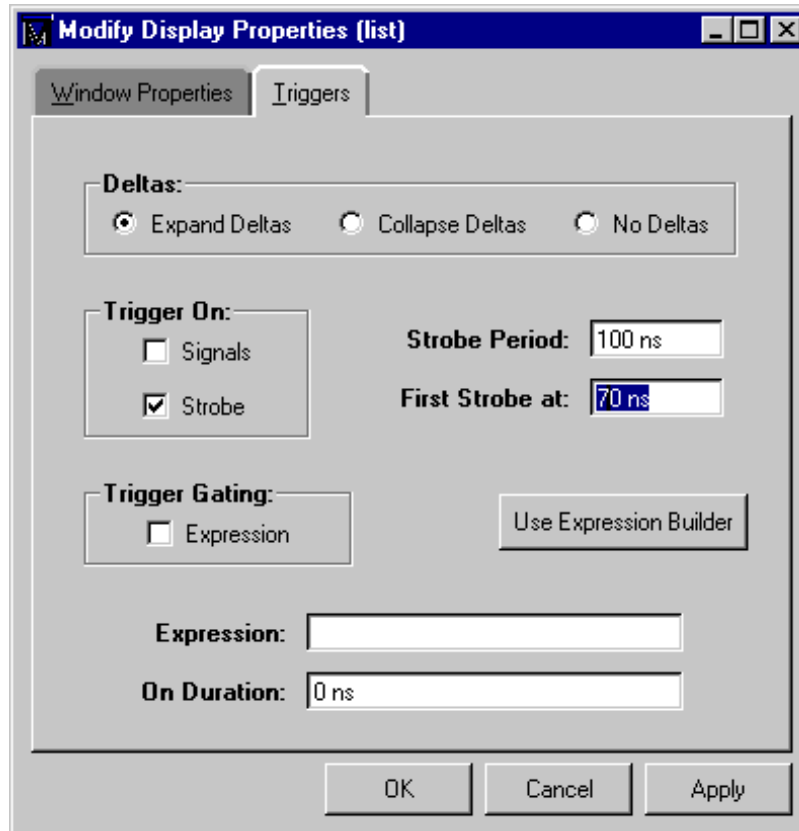 Modify Display Properties (list)
Window Properties Triggers
Deltas:
Expand Deltas Collapse Deltas No Deltas
Trigger On:
Signals
Strobe
Strobe Period: 100 ns
First Strobe at: 70 ns
Trigger Gating:
Expression
Use Expression Builder
Expression:
On Duration: 0 ns
OK Cancel Apply